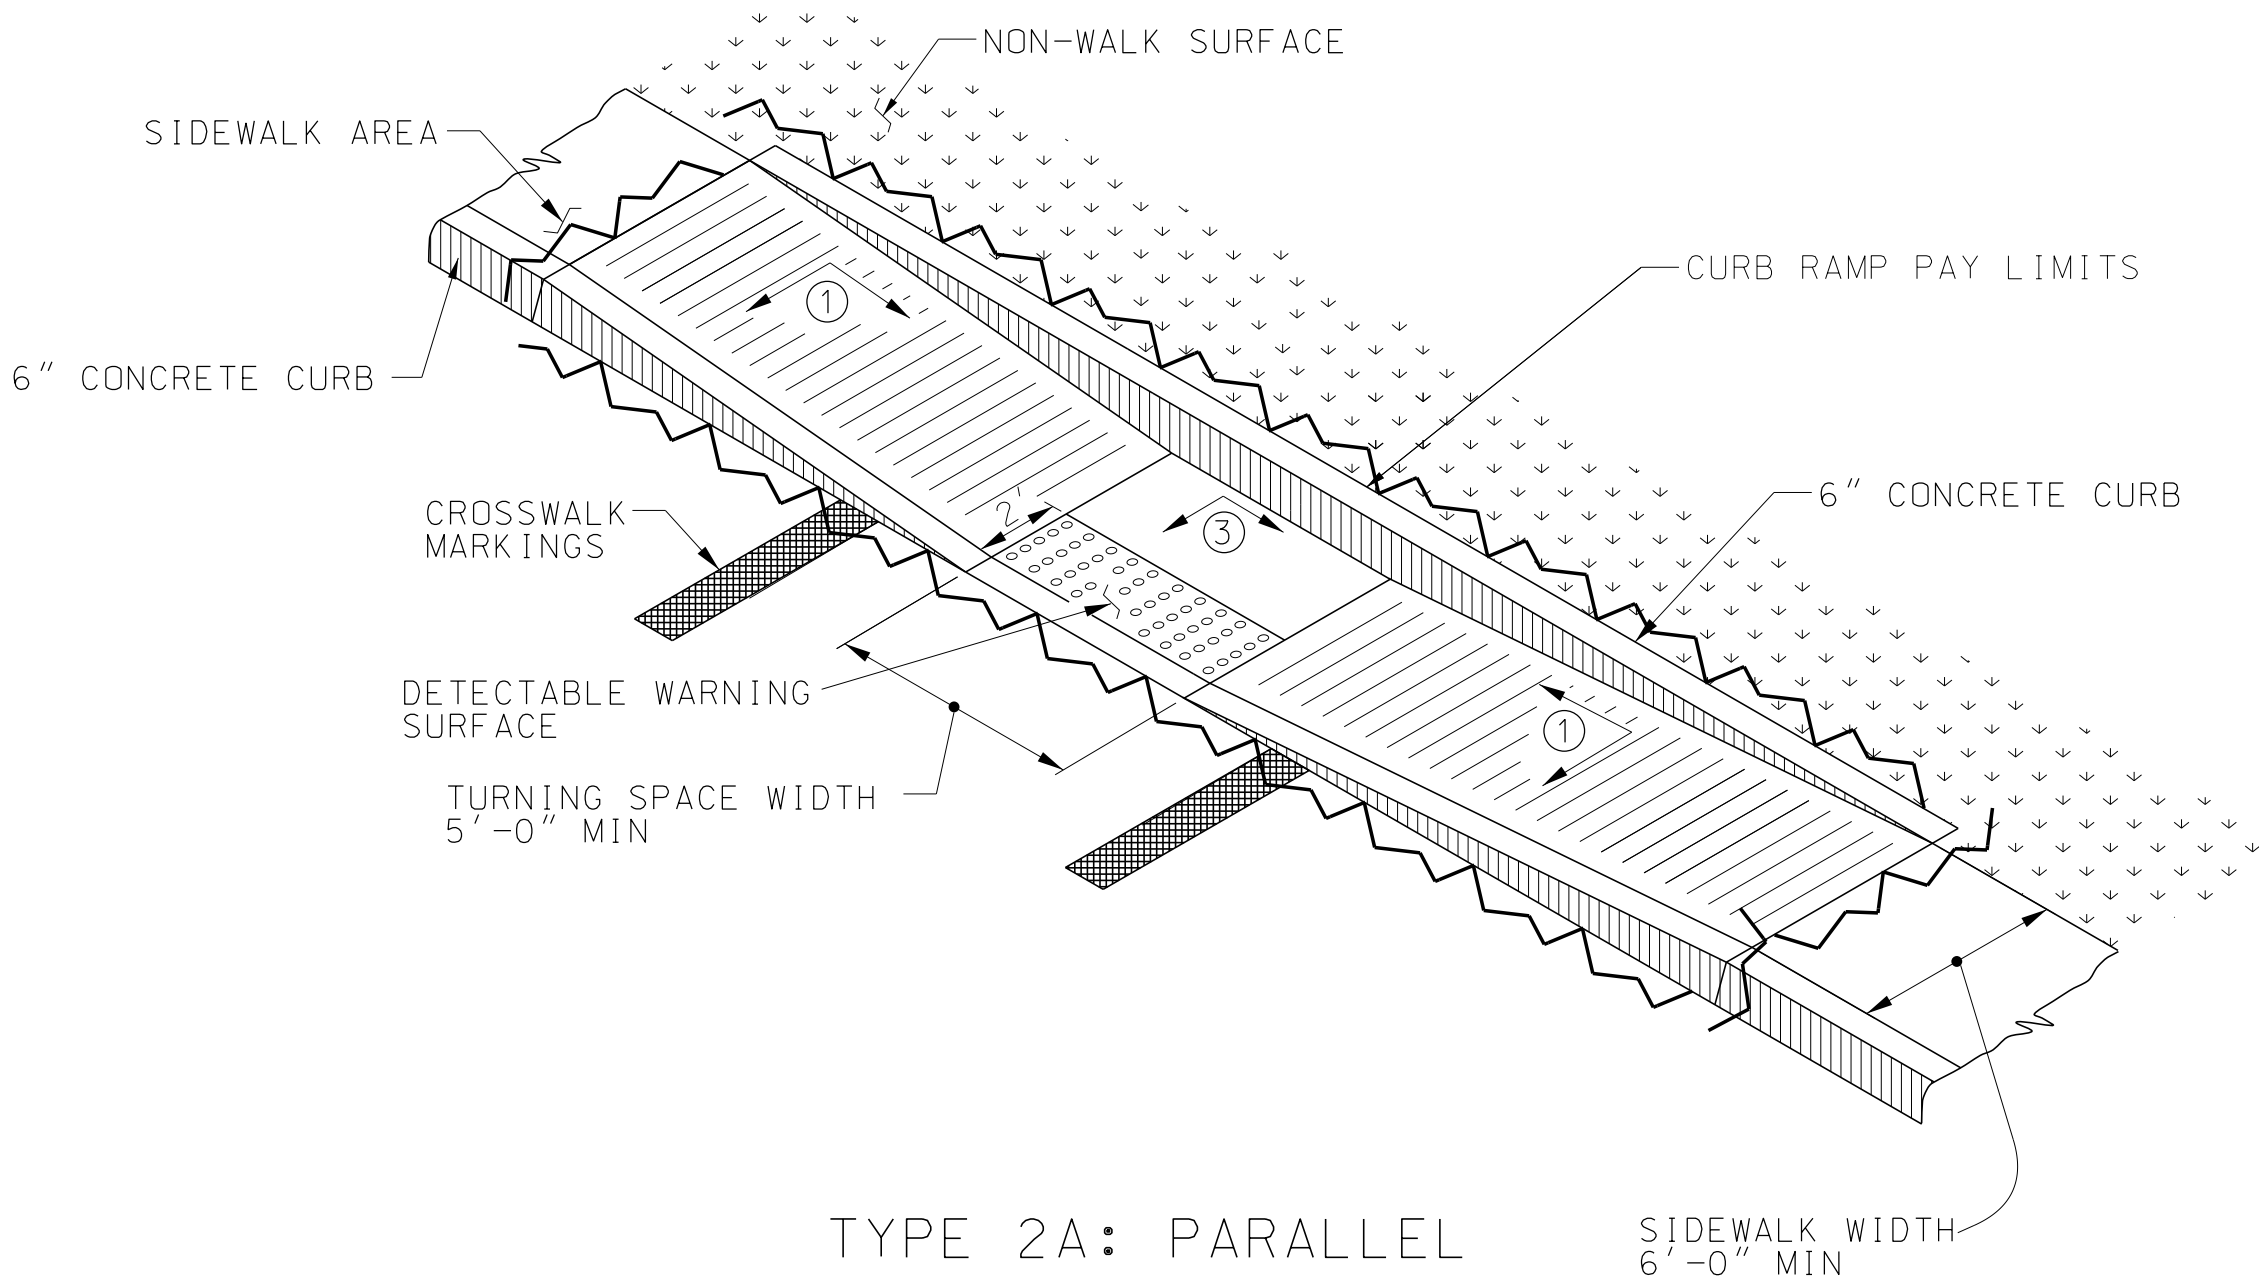 NON-WALK SURFACE
SIDEWALK AREA
CURB RAMP PAY LIMITS
1
6" CONCRETE CURB
6" CONCRETE CURB
CROSSWALK
MARKINGS
2'
3
DETECTABLE WARNING
SURFACE
1
TURNING SPACE WIDTH
5'-0" MIN
TYPE 2A: PARALLEL
SIDEWALK WIDTH
6'-0" MIN